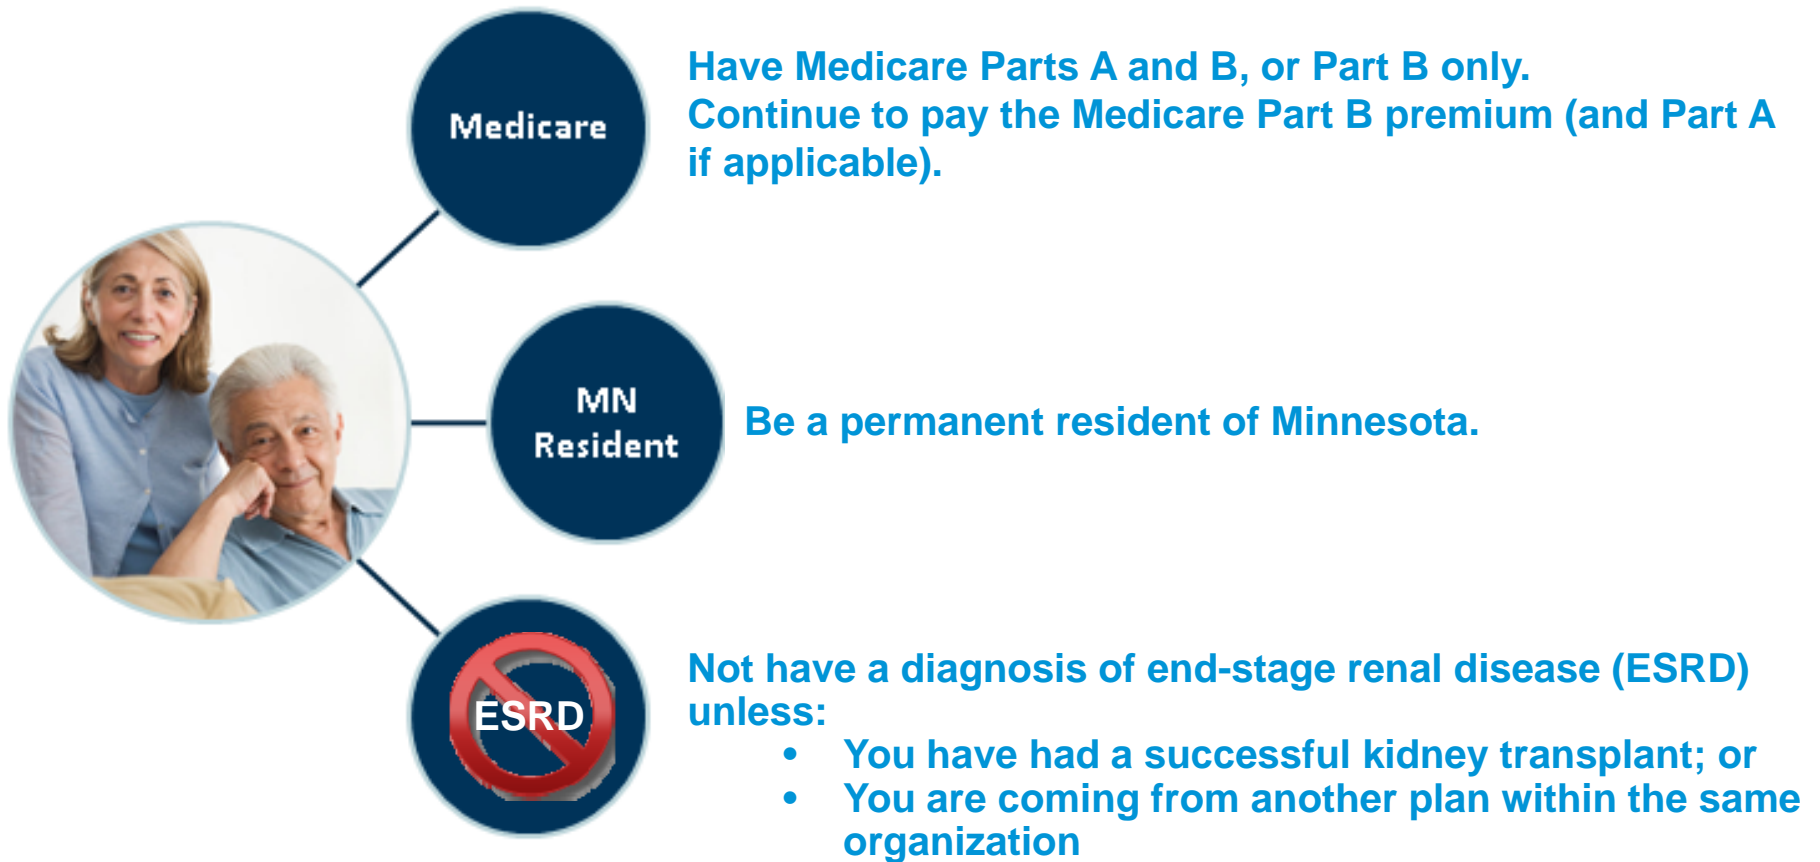 Medicare
Have Medicare Parts A and B, or Part B only.
Continue to pay the Medicare Part B premium (and Part A
if applicable).
MN
Resident
Be a permanent resident of Minnesota.
ESRD
Not have a diagnosis of end-stage renal disease (ESRD)
unless:
• You have had a successful kidney transplant; or
• You are coming from another plan within the same
organization